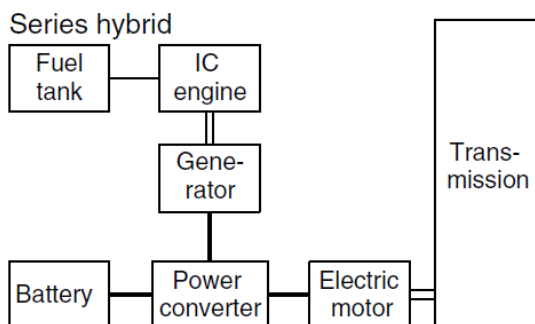 Series hybrid
Fuel
tank
IC
engine
Gene-
rator
Trans-
mission
Battery
Power
converter
Electric
motor